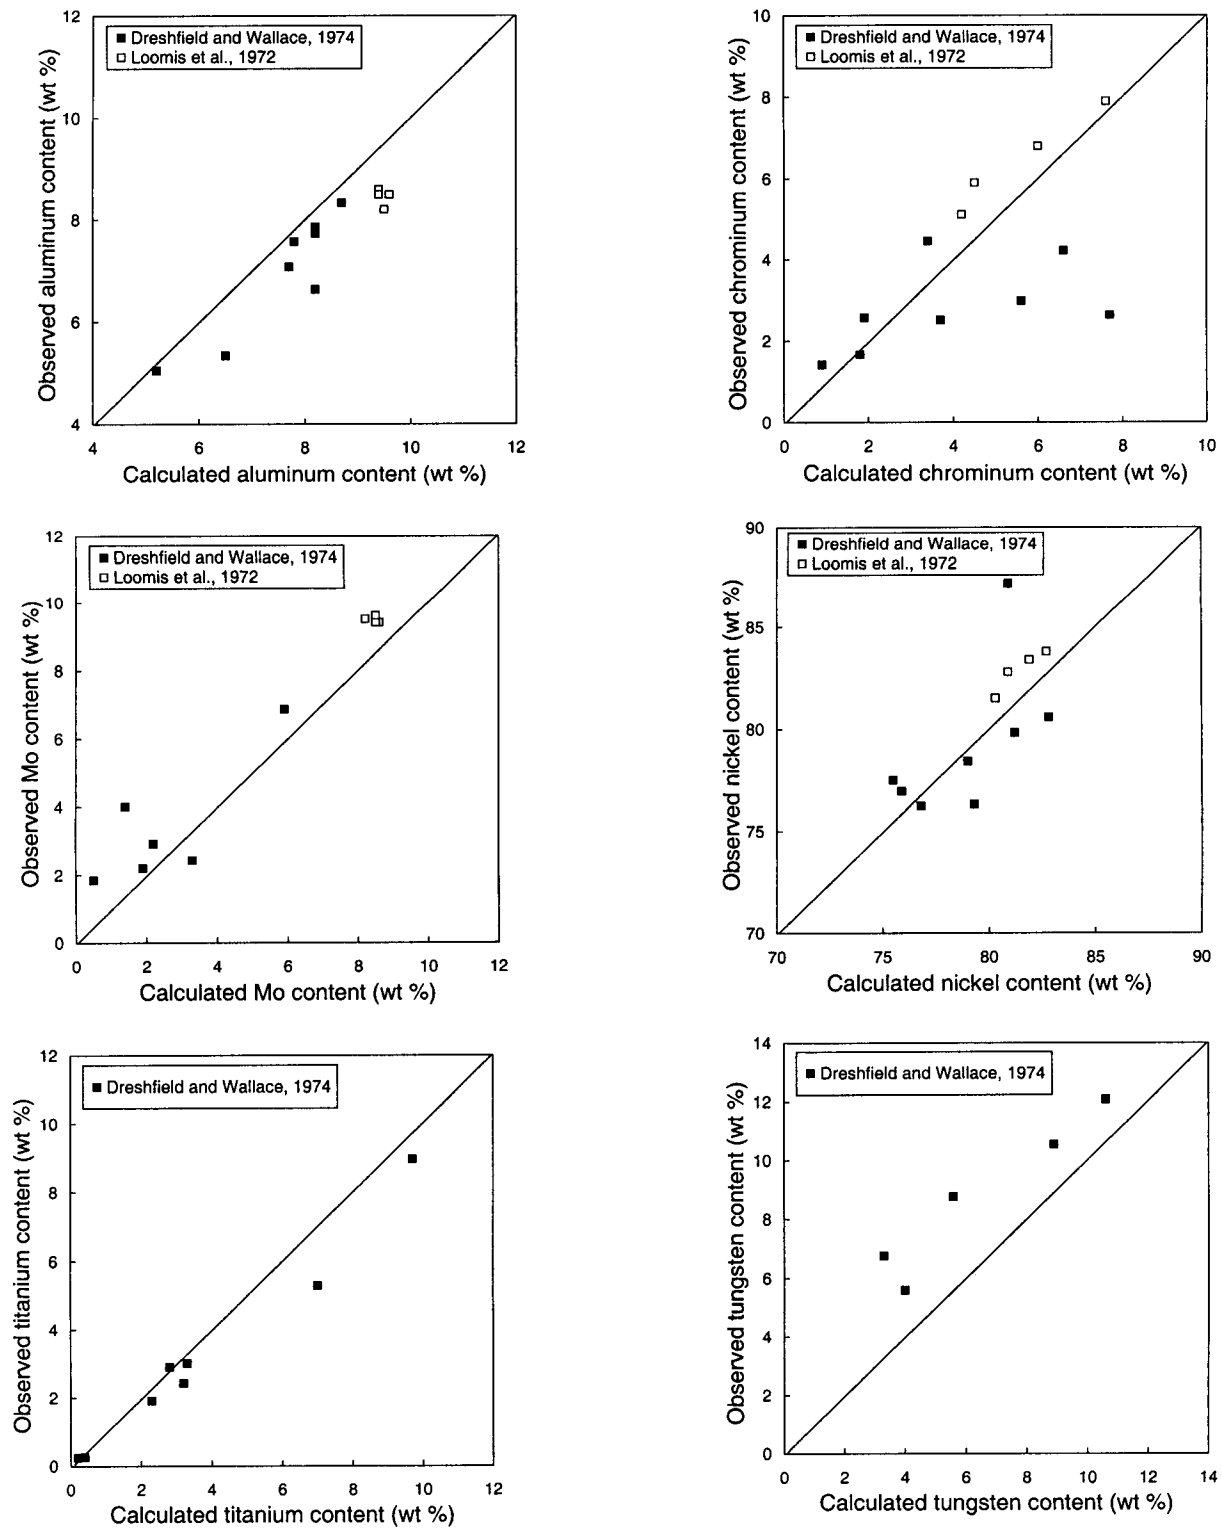 12
10
8
6
4
Observed aluminum content (wt %)
Dreshfield and Wallace, 1974
Loomis et al., 1972
4 6 8 10 12
Calculated aluminum content (wt %)
10
8
6
4
2
0
Observed chrominum content (wt %)
Dreshfield and Wallace, 1974
Loomis et al., 1972
0 2 4 6 8 10
Calculated chrominum content (wt %)
12
10
8
6
4
2
0
Observed Mo content (wt %)
Dreshfield and Wallace, 1974
Loomis et al., 1972
0 2 4 6 8 10 12
Calculated Mo content (wt %)
90
85
80
75
70
Observed nickel content (wt %)
Dreshfield and Wallace, 1974
Loomis et al., 1972
70 75 80 85 90
Calculated nickel content (wt %)
12
10
8
6
4
2
0
Observed titanium content (wt %)
Dreshfield and Wallace, 1974
0 2 4 6 8 10 12
Calculated titanium content (wt %)
14
12
10
8
6
4
2
0
Observed tungsten content (wt %)
Dreshfield and Wallace, 1974
0 2 4 6 8 10 12 14
Calculated tungsten content (wt %)